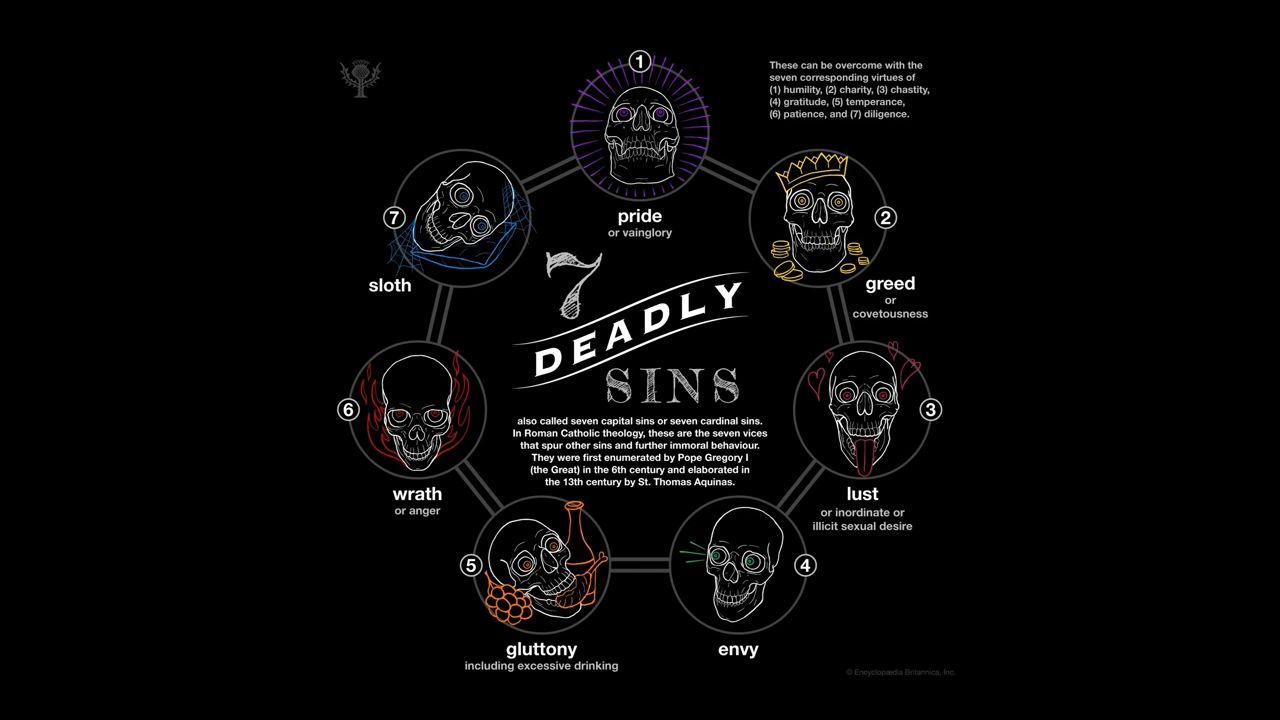 These can be overcome with the
seven corresponding virtues of
(1) humility, (2) charity, (3) chastity,
(4) gratitude, (5) temperance,
(6) patience, and (7) diligence.
1
pride
or vainglory
2
greed
or
covetousness
3
lust
or inordinate or
illicit sexual desire
4
envy
5
gluttony
including excessive drinking
6
wrath
or anger
7
sloth
7
DEADLY
SINS
also called seven capital sins or seven cardinal sins.
In Roman Catholic theology, these are the seven vices
that spur other sins and further immoral behaviour.
They were first enumerated by Pope Gregory I
(the Great) in the 6th century and elaborated in
the 13th century by St. Thomas Aquinas.
© Encyclopædia Britannica, Inc.